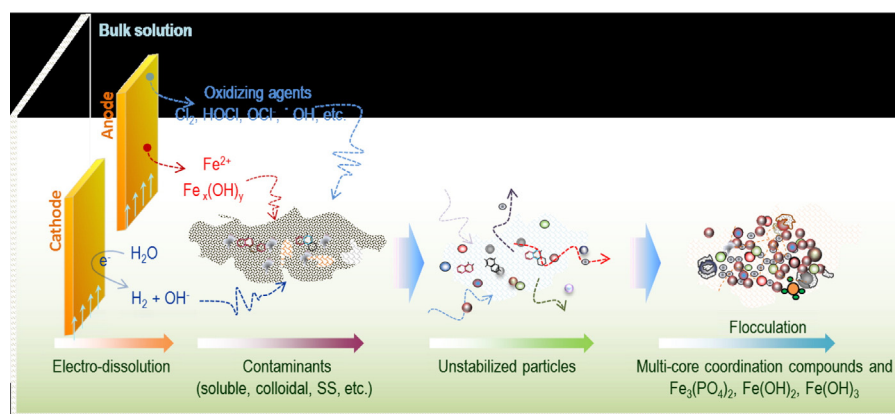 Bulk solution
Oxidizing agents
Cl₂, HOCl, OCl⁻, ˙OH, etc.
Anode
Fe²⁺
Feₓ(OH)ᵧ
Cathode
e⁻
H₂O
H₂ + OH⁻
Flocculation
Electro-dissolution
Contaminants
(soluble, colloidal, SS, etc.)
Unstabilized particles
Multi-core coordination compounds and
Fe₃(PO₄)₂, Fe(OH)₂, Fe(OH)₃